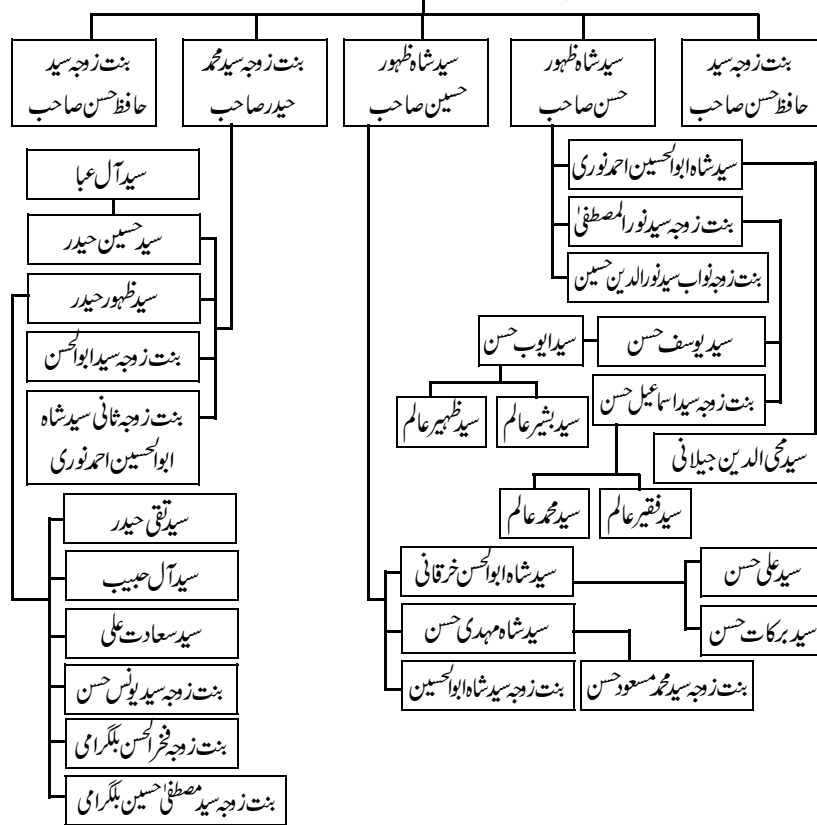 بنت زوجہ سید
حافظ حسن صاحب
سید شاہ ظہور
حسن صاحب
سید شاہ ظہور
حسین صاحب
بنت زوجہ سید محمد
حیدر صاحب
بنت زوجہ سید
حافظ حسن صاحب
سید شاہ ابوالحسین احمد نوری
بنت زوجہ سید نورالمصطفیٰ
بنت زوجہ نواب سید نورالدین حسین
سید یوسف حسن
سید ایوب حسن
بنت زوجہ سید اسماعیل حسن
سید بشیر عالم
سید ظہیر عالم
سید محی الدین جیلانی
سید فقیر عالم
سید محمد عالم
سید شاہ ابوالحسن خرقانی
سید علی حسن
سید برکات حسن
سید شاہ مہدی حسن
بنت زوجہ سید محمد مسعود حسن
بنت زوجہ سید شاہ ابوالحسین
سید آل عبا
سید حسین حیدر
سید ظہور حیدر
بنت زوجہ سید ابوالحسن
بنت زوجہ ثانی سید شاہ
ابوالحسین احمد نوری
سید تقی حیدر
سید آل حبیب
سید سعادت علی
بنت زوجہ سید یونس حسن
بنت زوجہ فخرالحسن بلگرامی
بنت زوجہ سید مصطفیٰ حسین بلگرامی